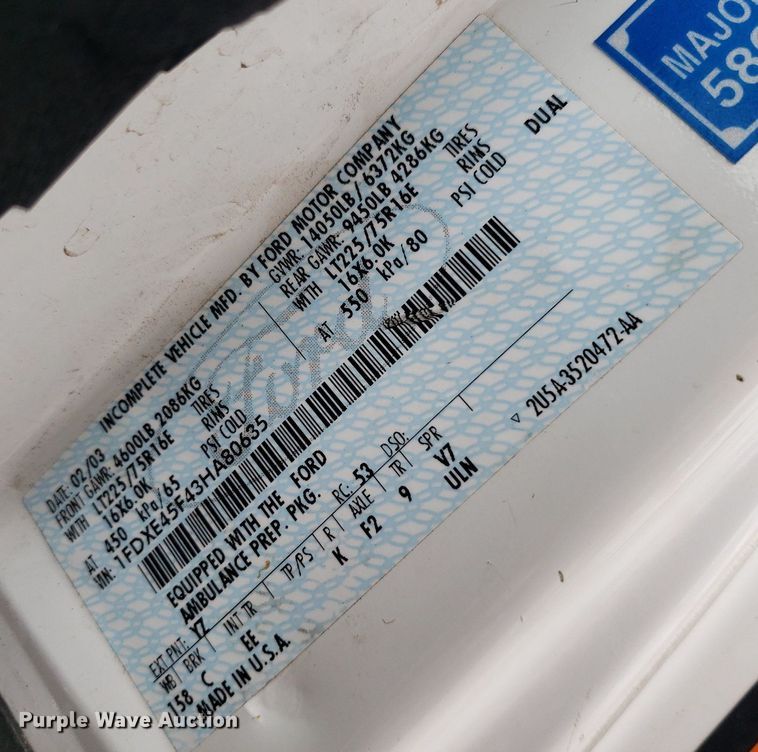 INCOMPLETE VEHICLE MFD. BY FORD MOTOR COMPANY
DATE: 02/03 GVWR: 14050LB / 6372KG
FRONT GAWR: 4600LB 2086KG REAR GAWR: 9450LB 4286KG
WITH LT225/75R16E TIRES WITH LT225/75R16E TIRES
16X6.0K RIMS 16X6.0K RIMS
AT 450 kPa/65 PSI COLD AT 550 kPa/80 PSI COLD DUAL
VIN: 1FDXE45F43HA80635
EQUIPPED WITH THE FORD
AMBULANCE PREP. PKG.
EXT PNT: Y7 RC: 53 DSO:
WB BRK INT TR TP/PS R AXLE TR SPR
158 C EE K F2 9 V7
MADE IN U.S.A. ULN
▽ 2U5A-3520472-AA
Ford
Purple Wave Auction